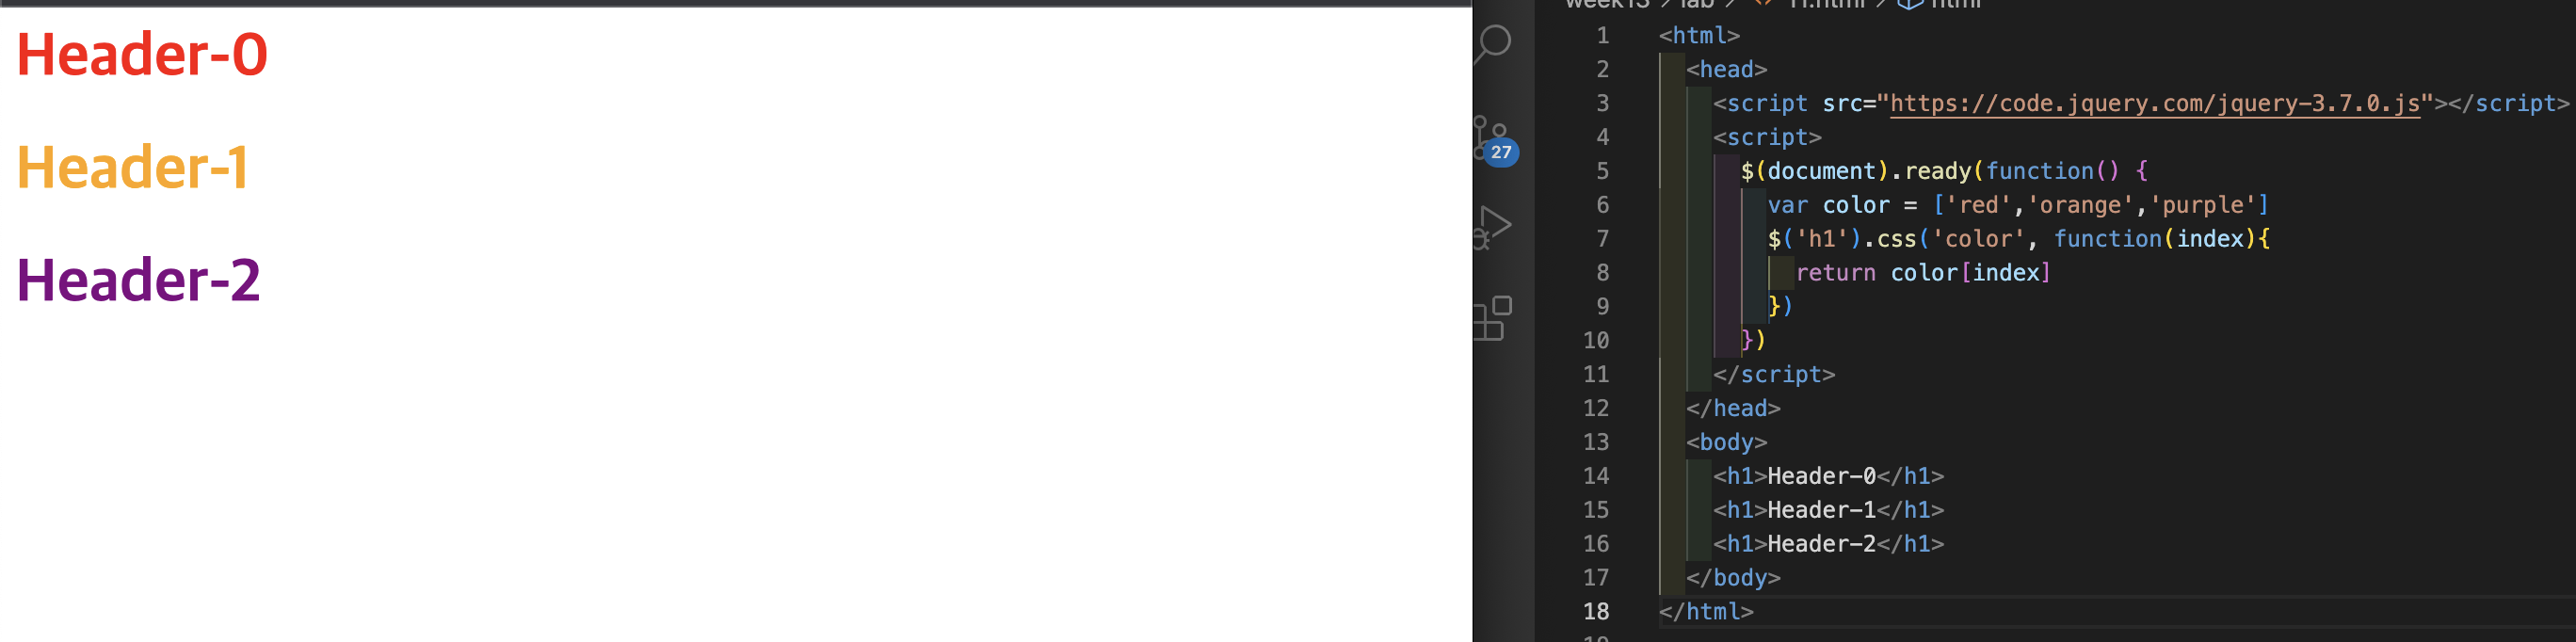 Header-0
Header-1
Header-2
27
1 <html>
2 <head>
3 <script src="https://code.jquery.com/jquery-3.7.0.js"></script>
4 <script>
5 $(document).ready(function() {
6 var color = ['red','orange','purple']
7 $('h1').css('color', function(index){
8 return color[index]
9 })
10 })
11 </script>
12 </head>
13 <body>
14 <h1>Header-0</h1>
15 <h1>Header-1</h1>
16 <h1>Header-2</h1>
17 </body>
18 </html>